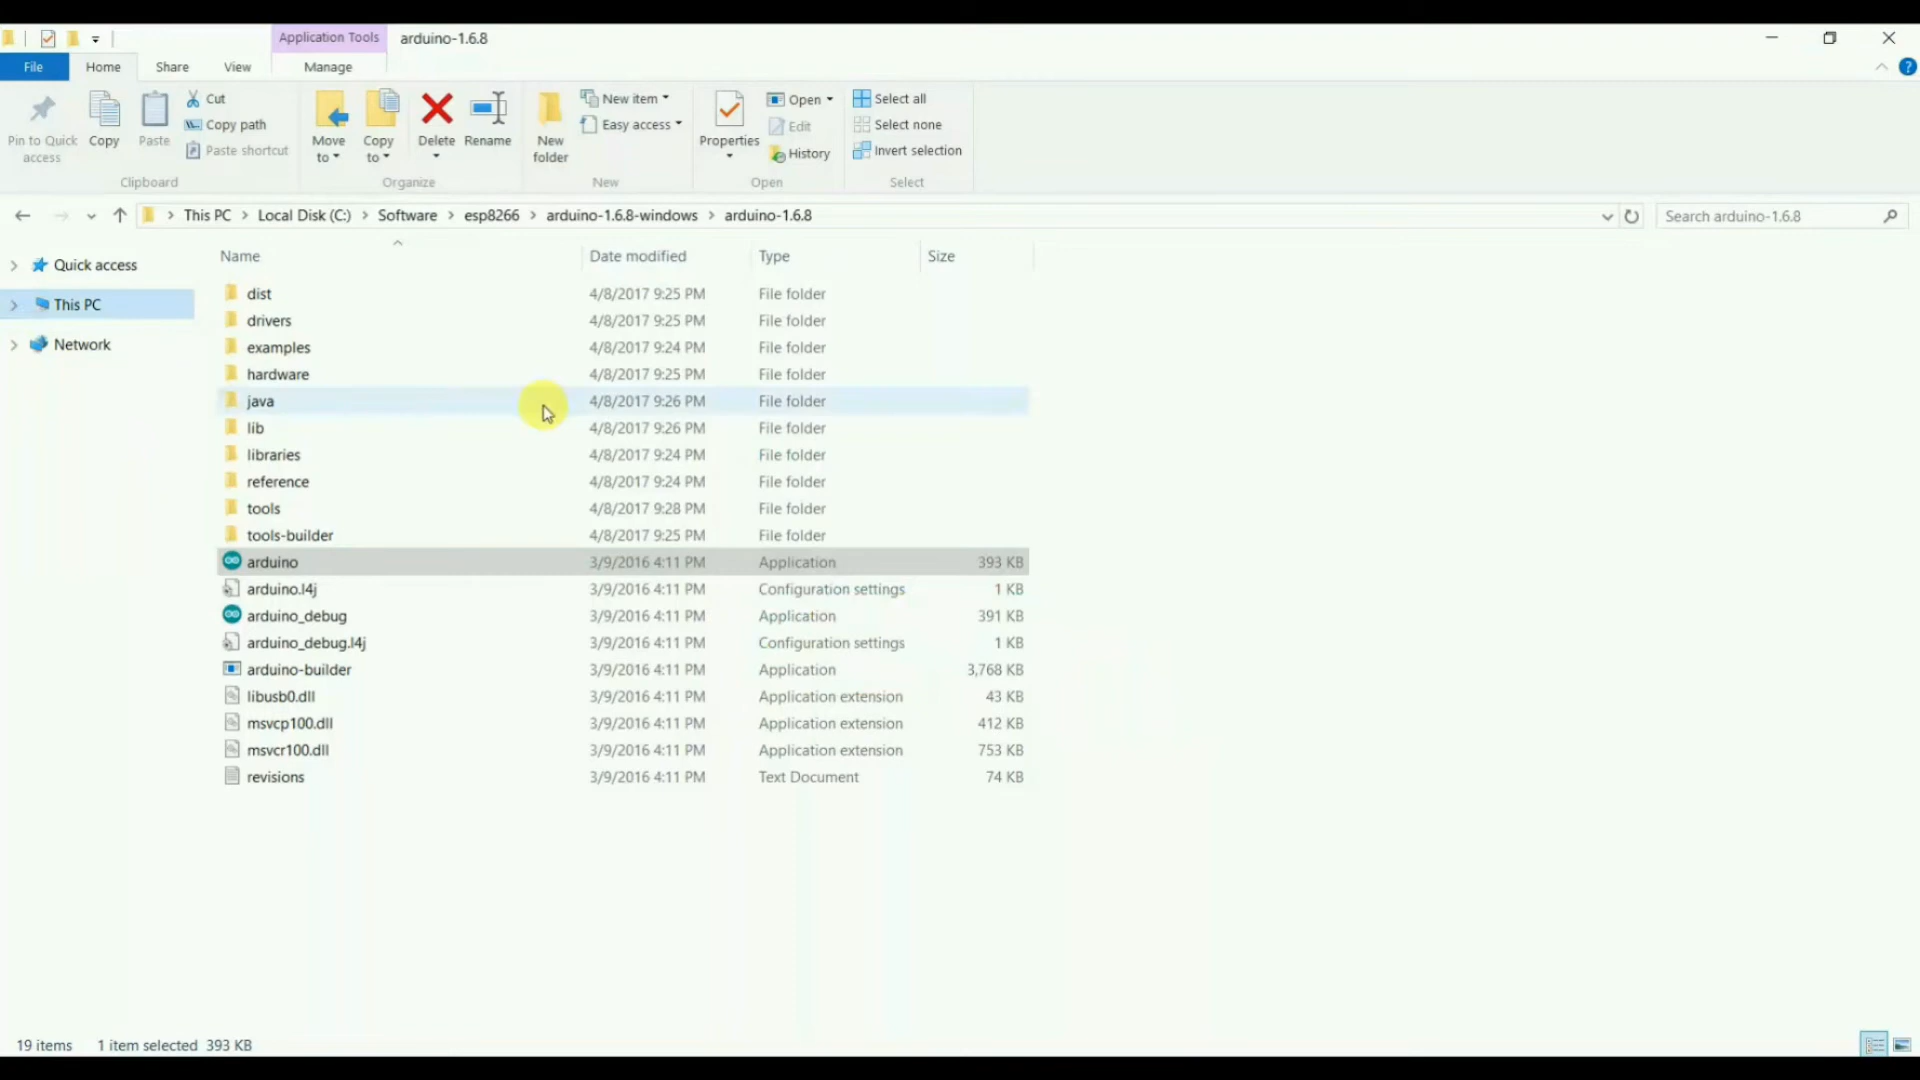 Application Tools arduino-1.6.8
File Home Share View Manage
Pin to Quick access
Copy
Paste
Cut
Copy path
Paste shortcut
Clipboard
Move to
Copy to
Delete
Rename
Organize
New folder
New item
Easy access
New
Properties
Open
Edit
History
Open
Select all
Select none
Invert selection
Select
This PC Local Disk (C:) Software esp8266 arduino-1.6.8-windows arduino-1.6.8
Search arduino-1.6.8
Quick access
This PC
Network
Name Date modified Type Size
dist 4/8/2017 9:25 PM File folder
drivers 4/8/2017 9:25 PM File folder
examples 4/8/2017 9:24 PM File folder
hardware 4/8/2017 9:25 PM File folder
java 4/8/2017 9:26 PM File folder
lib 4/8/2017 9:26 PM File folder
libraries 4/8/2017 9:24 PM File folder
reference 4/8/2017 9:24 PM File folder
tools 4/8/2017 9:28 PM File folder
tools-builder 4/8/2017 9:25 PM File folder
arduino 3/9/2016 4:11 PM Application 393 KB
arduino.l4j 3/9/2016 4:11 PM Configuration settings 1 KB
arduino_debug 3/9/2016 4:11 PM Application 391 KB
arduino_debug.l4j 3/9/2016 4:11 PM Configuration settings 1 KB
arduino-builder 3/9/2016 4:11 PM Application 3,768 KB
libusb0.dll 3/9/2016 4:11 PM Application extension 43 KB
msvcp100.dll 3/9/2016 4:11 PM Application extension 412 KB
msvcr100.dll 3/9/2016 4:11 PM Application extension 753 KB
revisions 3/9/2016 4:11 PM Text Document 74 KB
19 items 1 item selected 393 KB